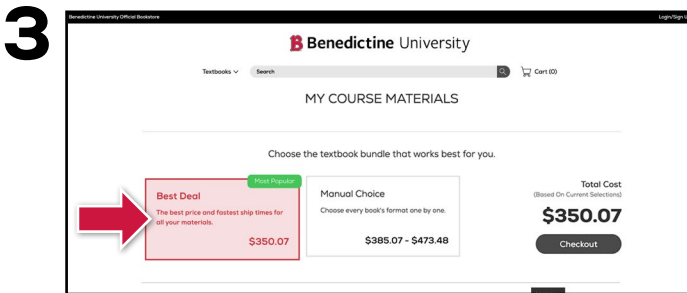 3
Benedictine University Official Bookstore
Login/Sign U
B Benedictine University
Textbooks
Search
Cart (0)
MY COURSE MATERIALS
Choose the textbook bundle that works best for you.
Most Popular
Best Deal
The best price and fastest ship times for
all your materials.
$350.07
Manual Choice
Choose every book's format one by one.
$385.07 - $473.48
Total Cost
(Based On Current Selections)
$350.07
Checkout